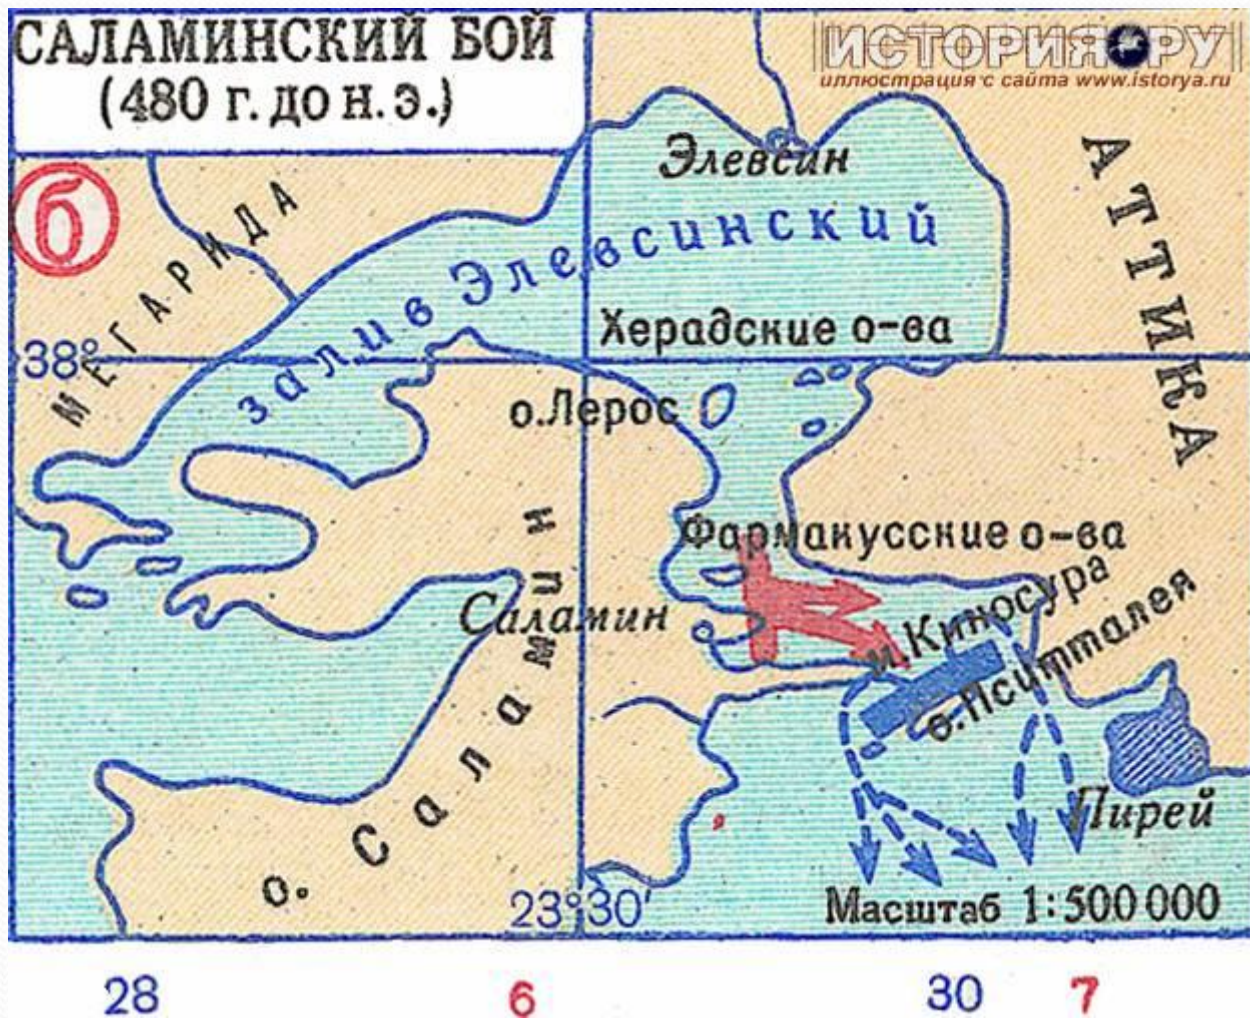 САЛАМИНСКИЙ БОЙ
(480 г. до н. э.)
ИСТОРИЯ РУ
иллюстрация с сайта www.istorya.ru
б
МЕГАРИДА
Элевсин
залив Элевсинский
АТТИКА
Херадские о-ва
38°
о.Лерос
Фармакусские о-ва
Саламин
м.Киносура
о.Пситталея
о. Саламин
Пирей
23°30'
Масштаб 1:500 000
28 6 30 7